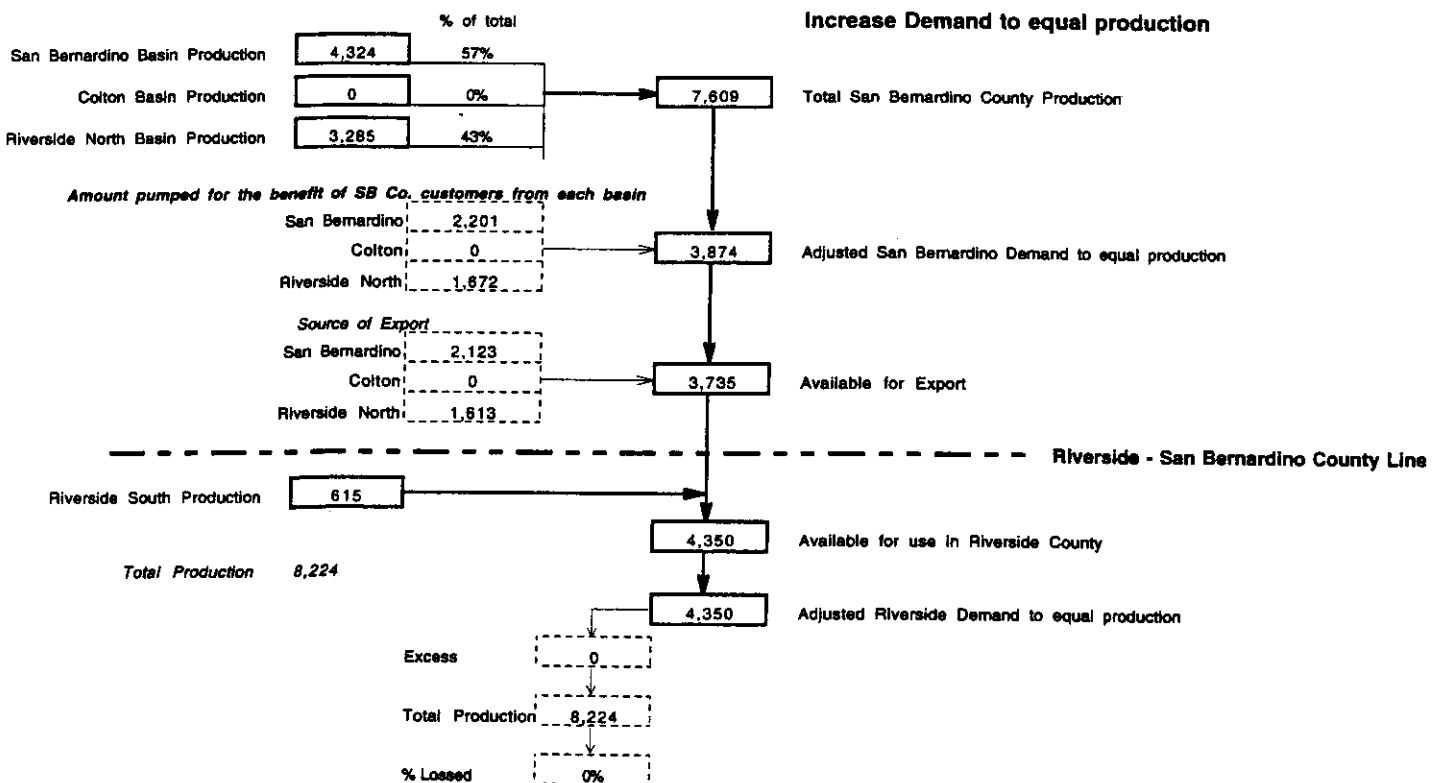 % of total
Increase Demand to equal production
San Bernardino Basin Production 4,324 57%
Colton Basin Production 0 0% 7,609 Total San Bernardino County Production
Riverside North Basin Production 3,285 43%
Amount pumped for the benefit of SB Co. customers from each basin
San Bernardino 2,201
Colton 0 3,874 Adjusted San Bernardino Demand to equal production
Riverside North 1,672
Source of Export
San Bernardino 2,123
Colton 0 3,735 Available for Export
Riverside North 1,613
Riverside - San Bernardino County Line
Riverside South Production 615
4,350 Available for use in Riverside County
Total Production 8,224
4,350 Adjusted Riverside Demand to equal production
Excess 0
Total Production 8,224
% Lossed 0%